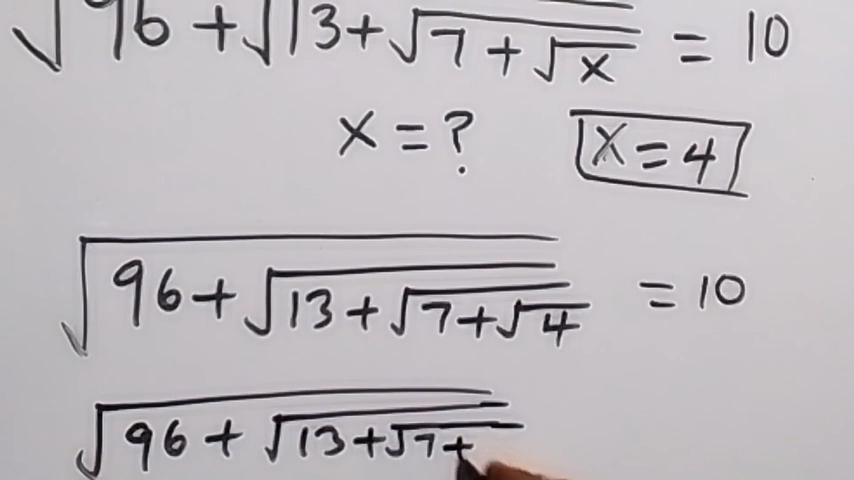 √96 + √13 + √7 + √x = 10
x = ? x = 4
√96 + √13 + √7 + √4 = 10
√96 + √13 + √7 +